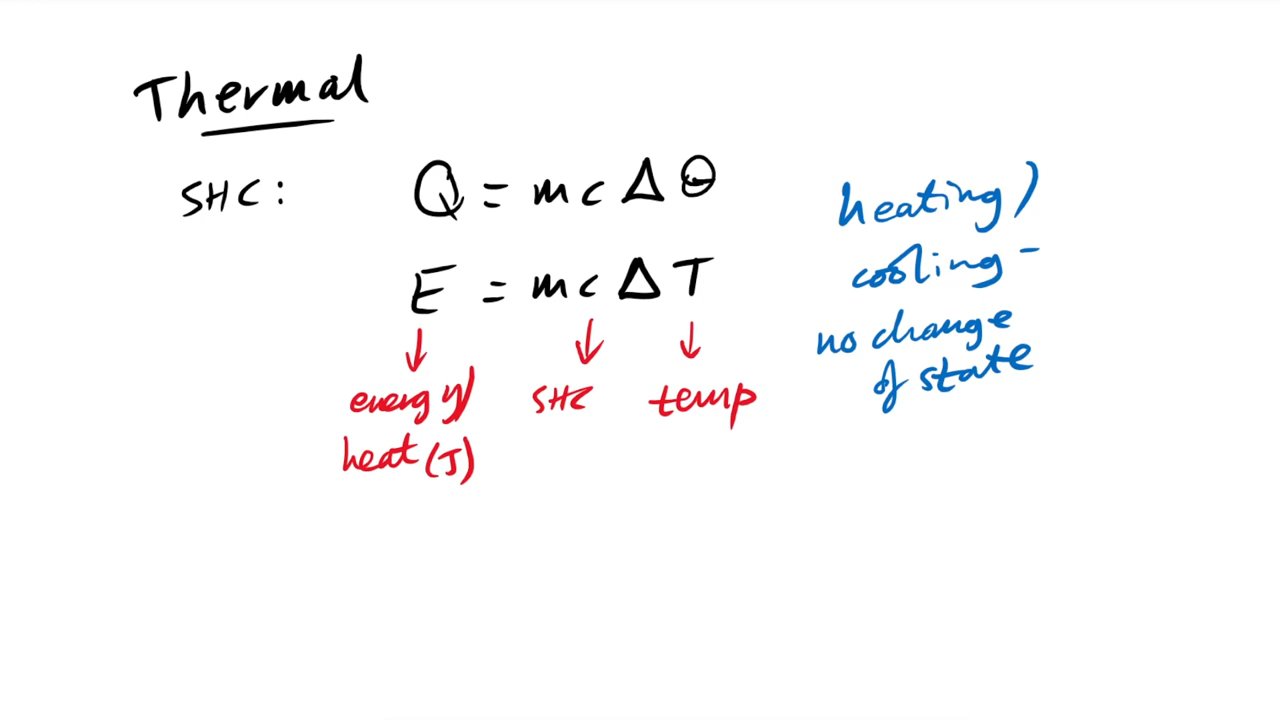 Thermal
SHC:
Q = mcΔθ
E = mcΔT
energy/
heat (J)
SHC
temp
heating/
cooling -
no change
of state